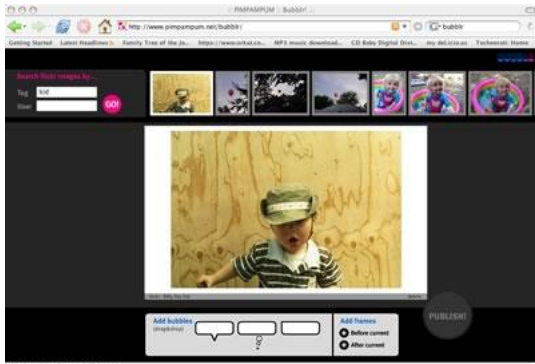 PIMPAMPUM : Bubblr!
http://www.pimpampum.net/bubblr/
bubblr
Getting Started Latest Headlines Family Tree of the Jo... https://www.orkut.co... MP3 music download... CD Baby Digital Dist... my del.icio.us Technorati: Home
Search flickr images by...
Tag kid
User
GO!
Add bubbles
(drag&drop)
Add frames
Before current
After current
PUBLISH!